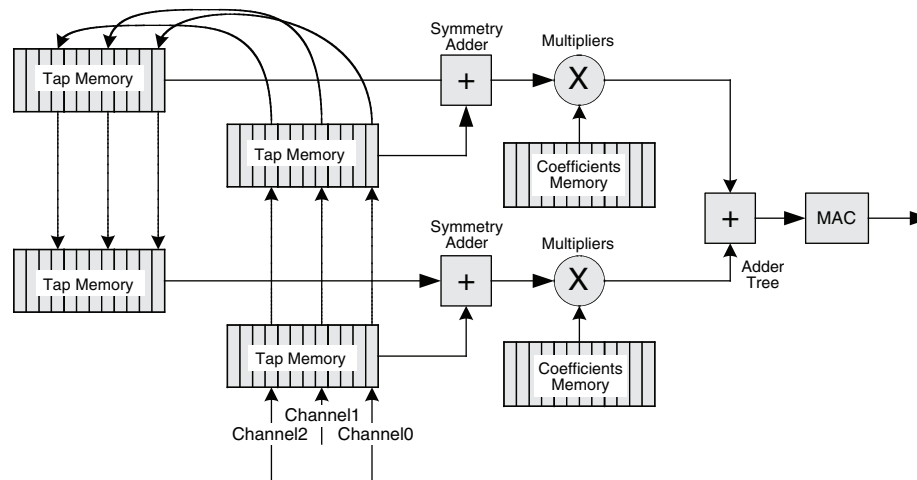 Symmetry
Adder
Multipliers
Tap Memory
+
X
Tap Memory
Coefficients
Memory
+
MAC
Symmetry
Adder
Multipliers
Tap Memory
+
X
Adder
Tree
Tap Memory
Coefficients
Memory
Channel1
Channel2
Channel0